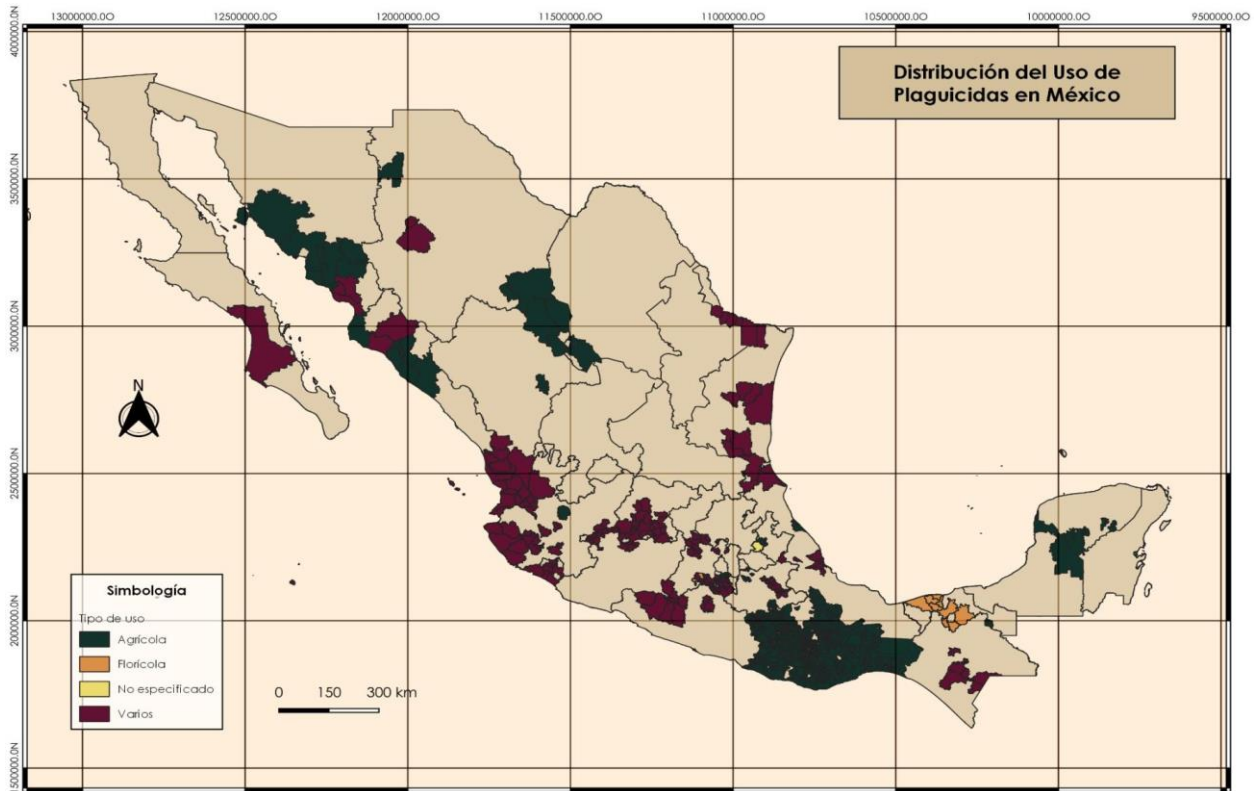 13000000.0O 12500000.0O 12000000.0O 11500000.0O 11000000.0O 10500000.0O 10000000.0O 9500000.0O
4000000.0N
3500000.0N
3000000.0N
2500000.0N
2000000.0N
1500000.0N
Distribución del Uso de
Plaguicidas en México
N
Simbología
Tipo de uso
Agrícola
Florícola
No especificado
Varios
0 150 300 km